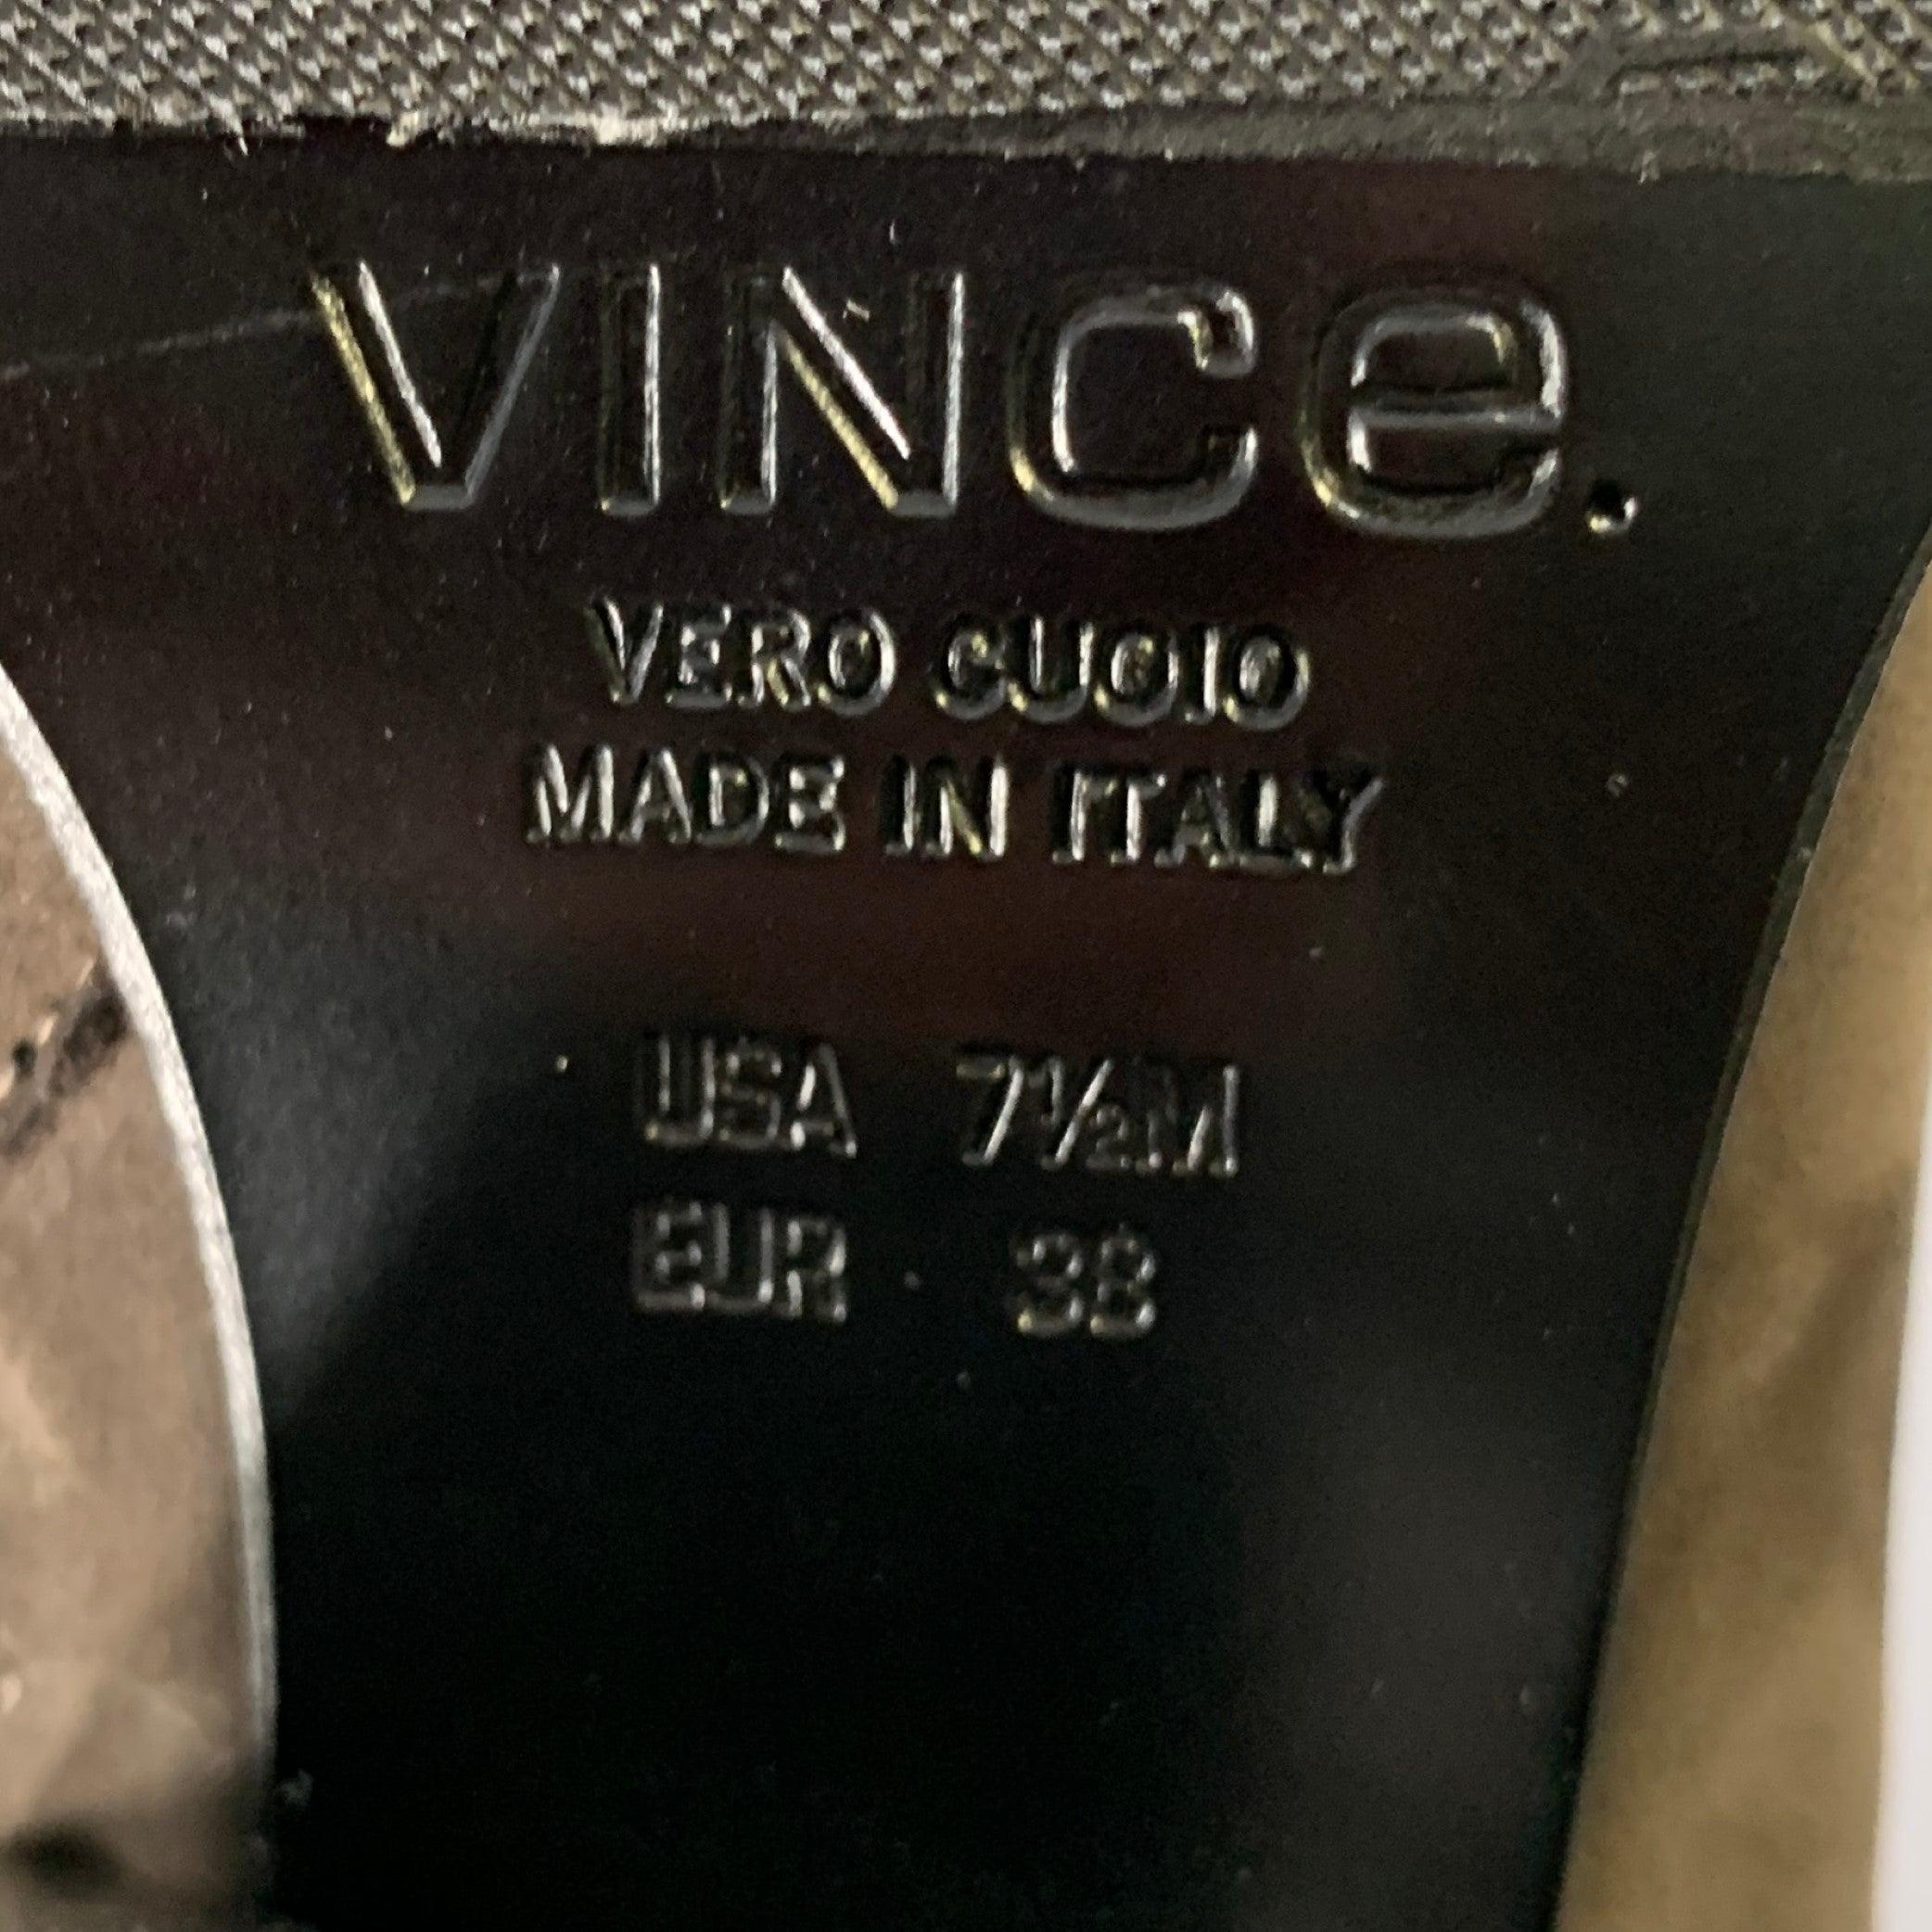 VINCe.
VERO CUOIO
MADE IN ITALY
USA 7½M
EUR 38